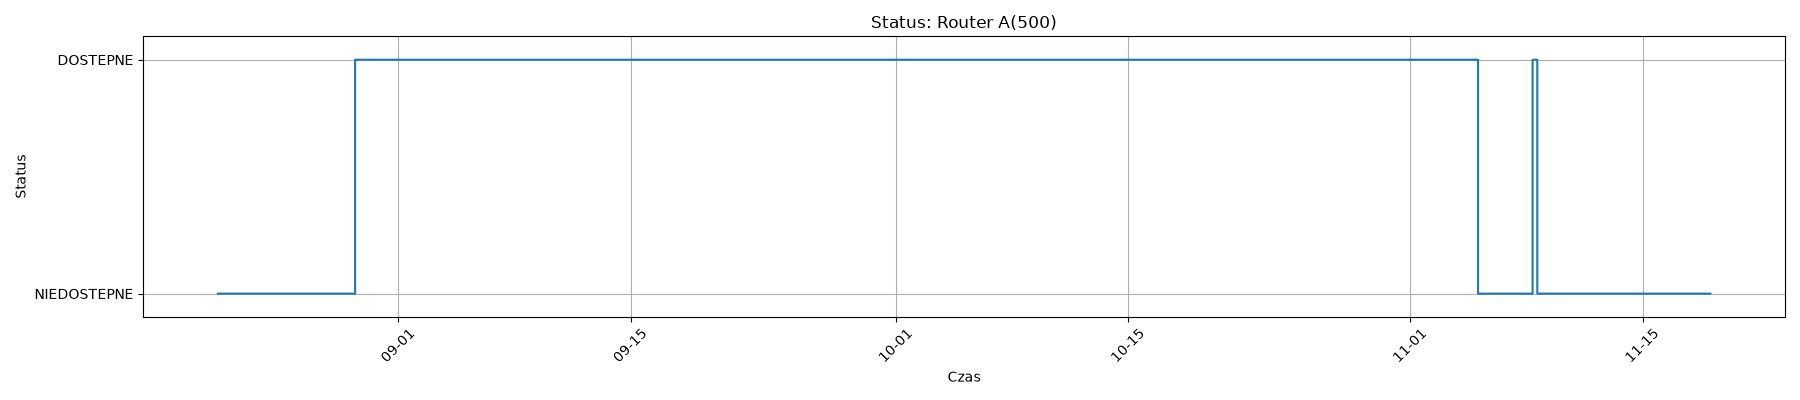 Status: Router A(500)
DOSTEPNE
Status
NIEDOSTEPNE
09-01
09-15
10-01
10-15
11-01
11-15
Czas